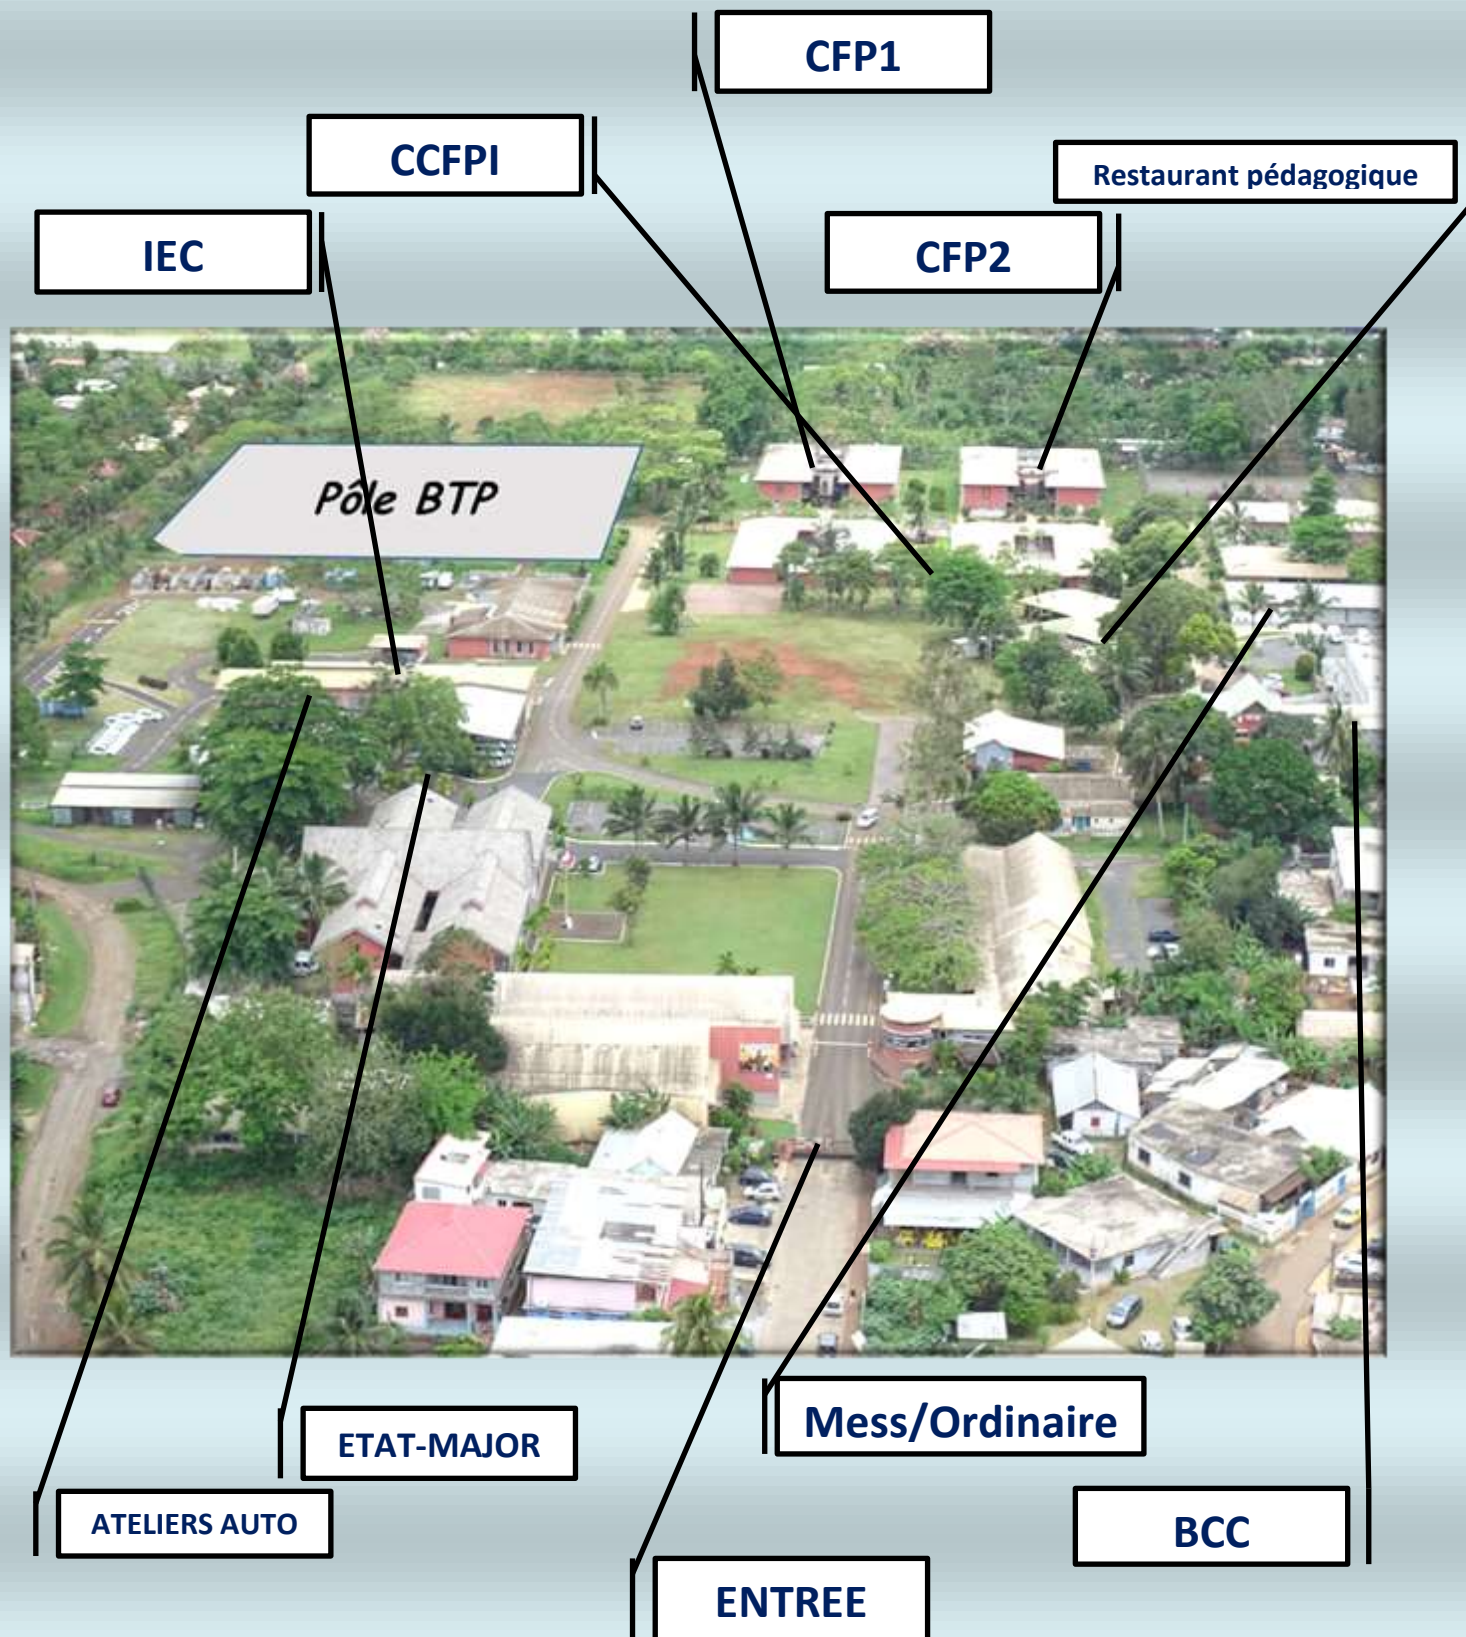 CFP1
CCFPI
Restaurant pédagogique
IEC
CFP2
Pôle BTP
Mess/Ordinaire
ETAT-MAJOR
ATELIERS AUTO
BCC
ENTREE